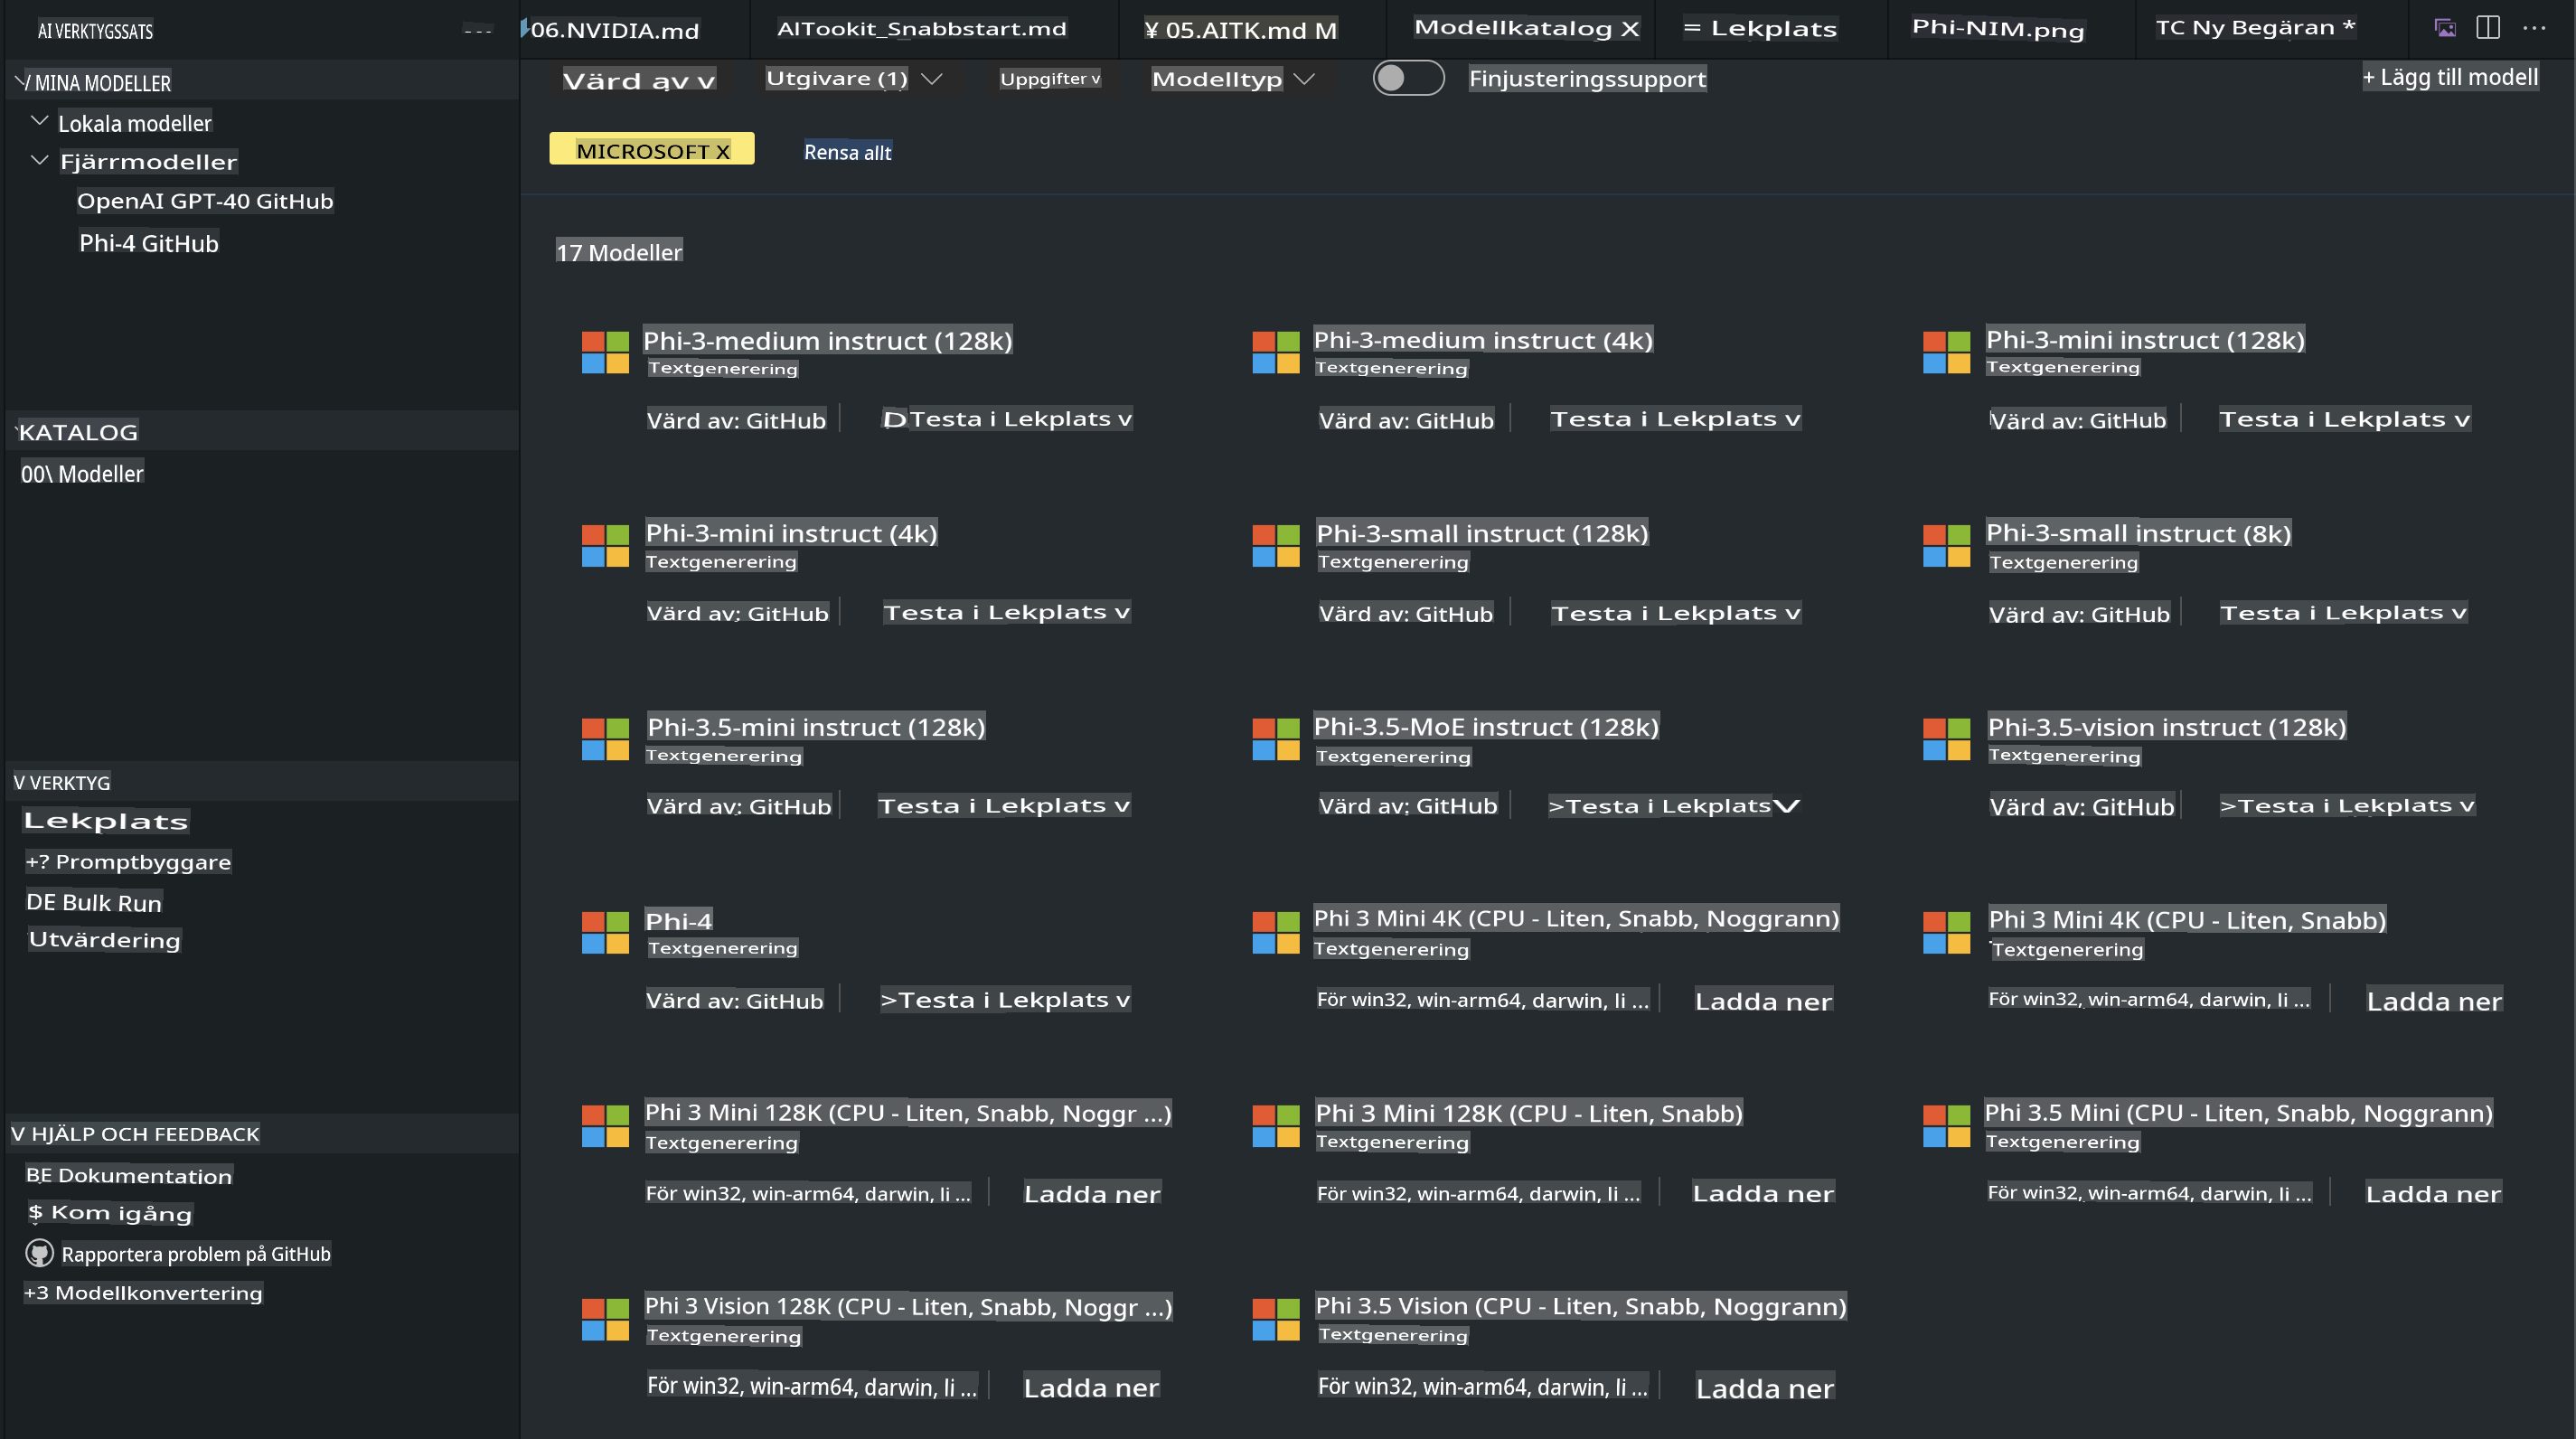 AI VERKTYGSSATS
...
06.NVIDIA.md
AITookit_Snabbstart.md
¥ 05.AITK.md M
Modellkatalog X
= Lekplats
Phi-NIM.png
TC Ny Begäran *
V MINA MODELLER
Lokala modeller
Fjärrmodeller
OpenAI GPT-40 GitHub
Phi-4 GitHub
KATALOG
00\ Modeller
V VERKTYG
Lekplats
+? Promptbyggare
DE Bulk Run
Utvärdering
V HJÄLP OCH FEEDBACK
BE Dokumentation
$ Kom igång
Rapportera problem på GitHub
+3 Modellkonvertering
Värd av v
Utgivare (1)
Uppgifter v
Modelltyp
Finjusteringssupport
+ Lägg till modell
MICROSOFT X
Rensa allt
17 Modeller
Phi-3-medium instruct (128k)
Textgenerering
Värd av: GitHub
D Testa i Lekplats v
Phi-3-medium instruct (4k)
Textgenerering
Värd av: GitHub
Testa i Lekplats v
Phi-3-mini instruct (128k)
Textgenerering
Värd av: GitHub
Testa i Lekplats v
Phi-3-mini instruct (4k)
Textgenerering
Värd av: GitHub
Testa i Lekplats v
Phi-3-small instruct (128k)
Textgenerering
Värd av: GitHub
Testa i Lekplats v
Phi-3-small instruct (8k)
Textgenerering
Värd av: GitHub
Testa i Lekplats v
Phi-3.5-mini instruct (128k)
Textgenerering
Värd av: GitHub
Testa i Lekplats v
Phi-3.5-MoE instruct (128k)
Textgenerering
Värd av: GitHub
>Testa i Lekplats V
Phi-3.5-vision instruct (128k)
Textgenerering
Värd av: GitHub
>Testa i Lekplats v
Phi-4
Textgenerering
Värd av: GitHub
>Testa i Lekplats v
Phi 3 Mini 4K (CPU - Liten, Snabb, Noggrann)
Textgenerering
För win32, win-arm64, darwin, li ...
Ladda ner
Phi 3 Mini 4K (CPU - Liten, Snabb)
Textgenerering
För win32, win-arm64, darwin, li ...
Ladda ner
Phi 3 Mini 128K (CPU - Liten, Snabb, Noggr ...)
Textgenerering
För win32, win-arm64, darwin, li ...
Ladda ner
Phi 3 Mini 128K (CPU - Liten, Snabb)
Textgenerering
För win32, win-arm64, darwin, li ...
Ladda ner
Phi 3.5 Mini (CPU - Liten, Snabb, Noggrann)
Textgenerering
För win32, win-arm64, darwin, li ...
Ladda ner
Phi 3 Vision 128K (CPU - Liten, Snabb, Noggr ...)
Textgenerering
För win32, win-arm64, darwin, li ...
Ladda ner
Phi 3.5 Vision (CPU - Liten, Snabb, Noggrann)
Textgenerering
För win32, win-arm64, darwin, li ...
Ladda ner